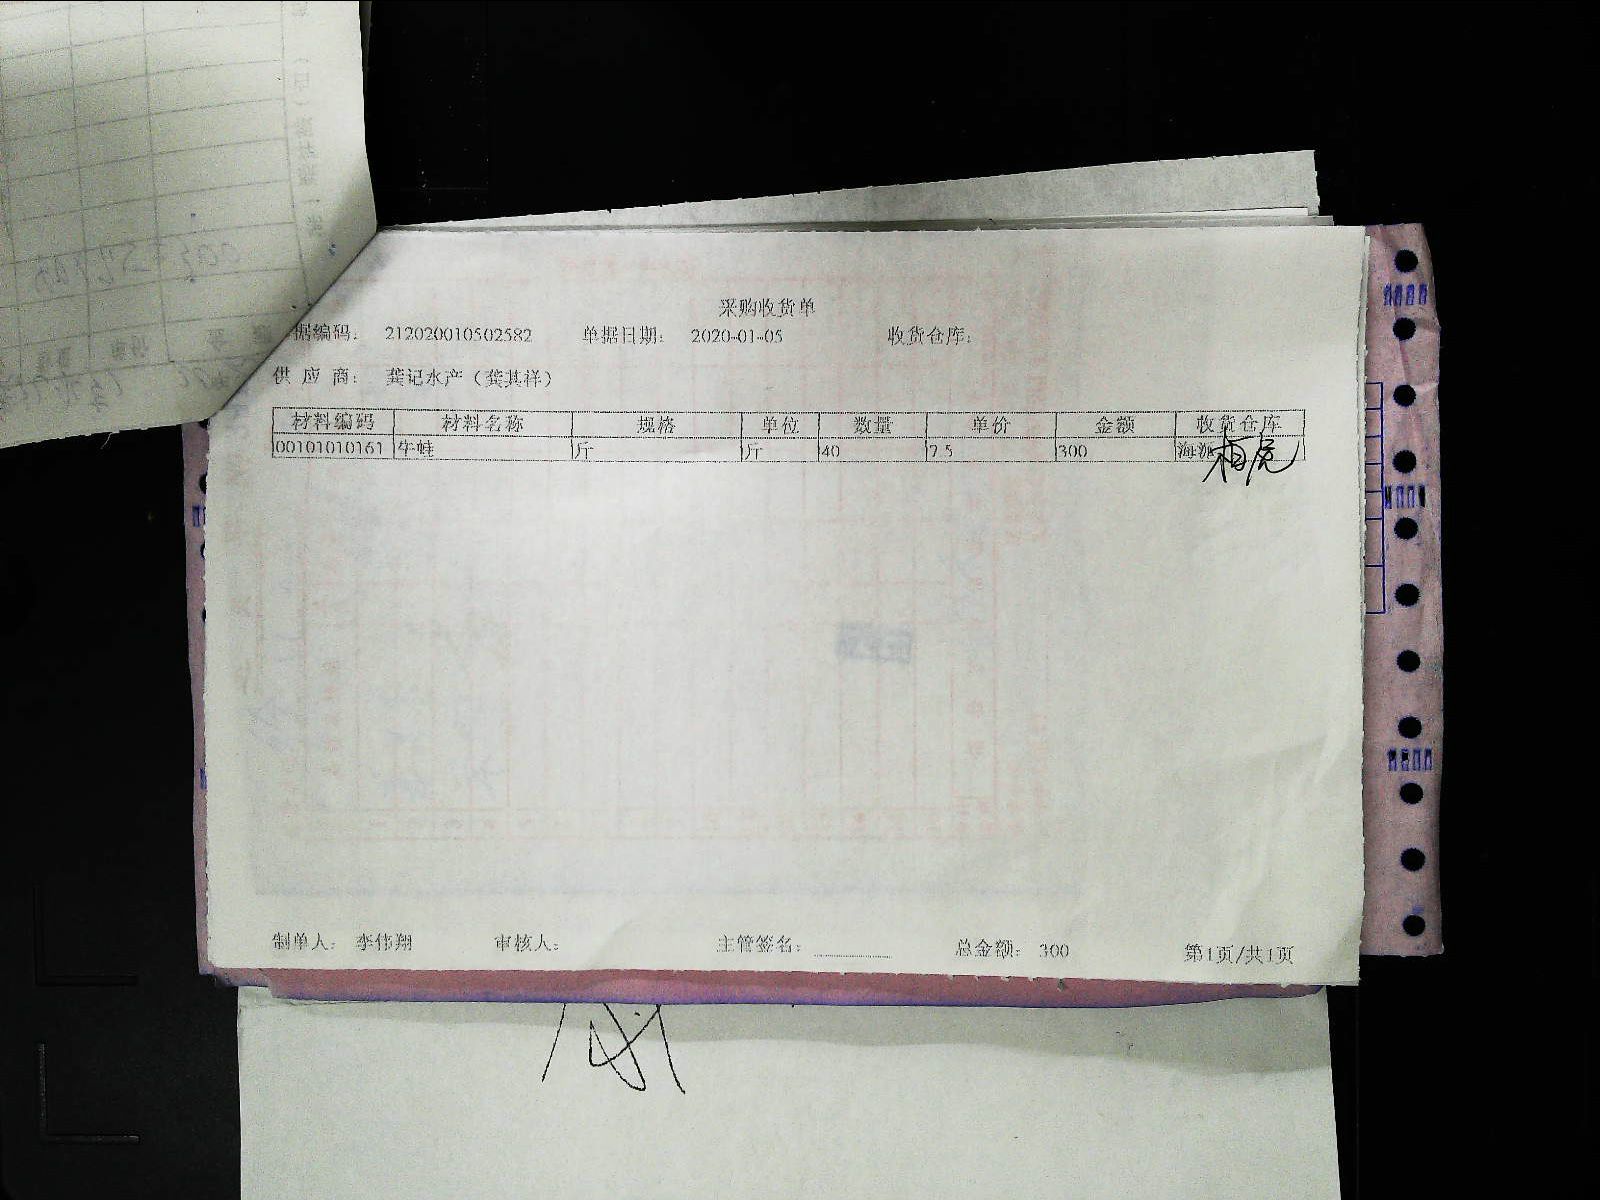 采购收货单
据编码： 212020010502582 单据日期： 2020-01-05 收货仓库：
供 应 商： 龚记水产（龚其祥）
材料编码 材料名称 规格 单位 数量 单价 金额 收货仓库
00101010161 牛蛙 斤 斤 40 7.5 300 海派
制单人： 李伟翔 审核人： 主管签名： 总金额： 300 第1页/共1页